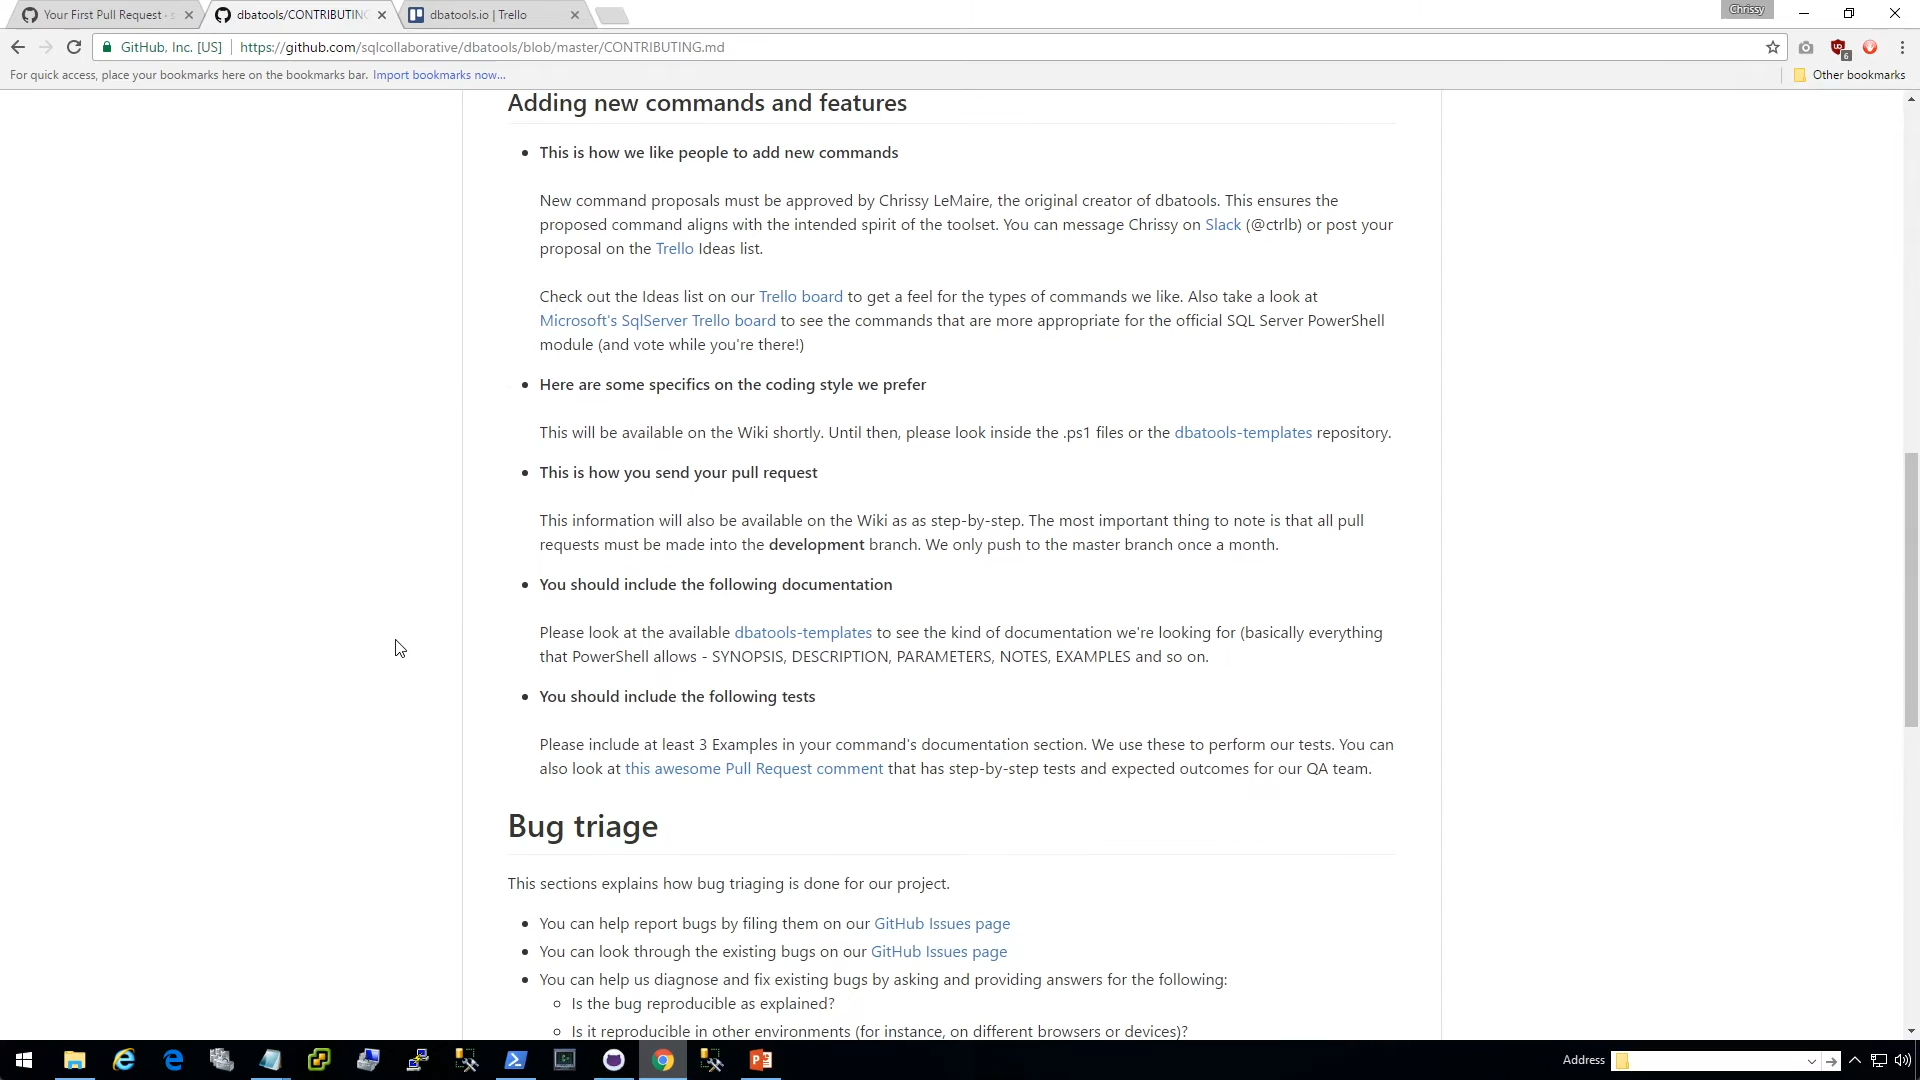 Your First Pull Request · s
dbatools/CONTRIBUTING
dbatools.io | Trello
Chrissy
GitHub, Inc. [US]
https://github.com/sqlcollaborative/dbatools/blob/master/CONTRIBUTING.md
6
For quick access, place your bookmarks here on the bookmarks bar. Import bookmarks now...
Other bookmarks
Adding new commands and features
• This is how we like people to add new commands
New command proposals must be approved by Chrissy LeMaire, the original creator of dbatools. This ensures the
proposed command aligns with the intended spirit of the toolset. You can message Chrissy on Slack (@ctrlb) or post your
proposal on the Trello Ideas list.
Check out the Ideas list on our Trello board to get a feel for the types of commands we like. Also take a look at
Microsoft's SqlServer Trello board to see the commands that are more appropriate for the official SQL Server PowerShell
module (and vote while you're there!)
• Here are some specifics on the coding style we prefer
This will be available on the Wiki shortly. Until then, please look inside the .ps1 files or the dbatools-templates repository.
• This is how you send your pull request
This information will also be available on the Wiki as as step-by-step. The most important thing to note is that all pull
requests must be made into the development branch. We only push to the master branch once a month.
• You should include the following documentation
Please look at the available dbatools-templates to see the kind of documentation we're looking for (basically everything
that PowerShell allows - SYNOPSIS, DESCRIPTION, PARAMETERS, NOTES, EXAMPLES and so on.
• You should include the following tests
Please include at least 3 Examples in your command's documentation section. We use these to perform our tests. You can
also look at this awesome Pull Request comment that has step-by-step tests and expected outcomes for our QA team.
Bug triage
This sections explains how bug triaging is done for our project.
• You can help report bugs by filing them on our GitHub Issues page
• You can look through the existing bugs on our GitHub Issues page
• You can help us diagnose and fix existing bugs by asking and providing answers for the following:
◦ Is the bug reproducible as explained?
◦ Is it reproducible in other environments (for instance, on different browsers or devices)?
Address